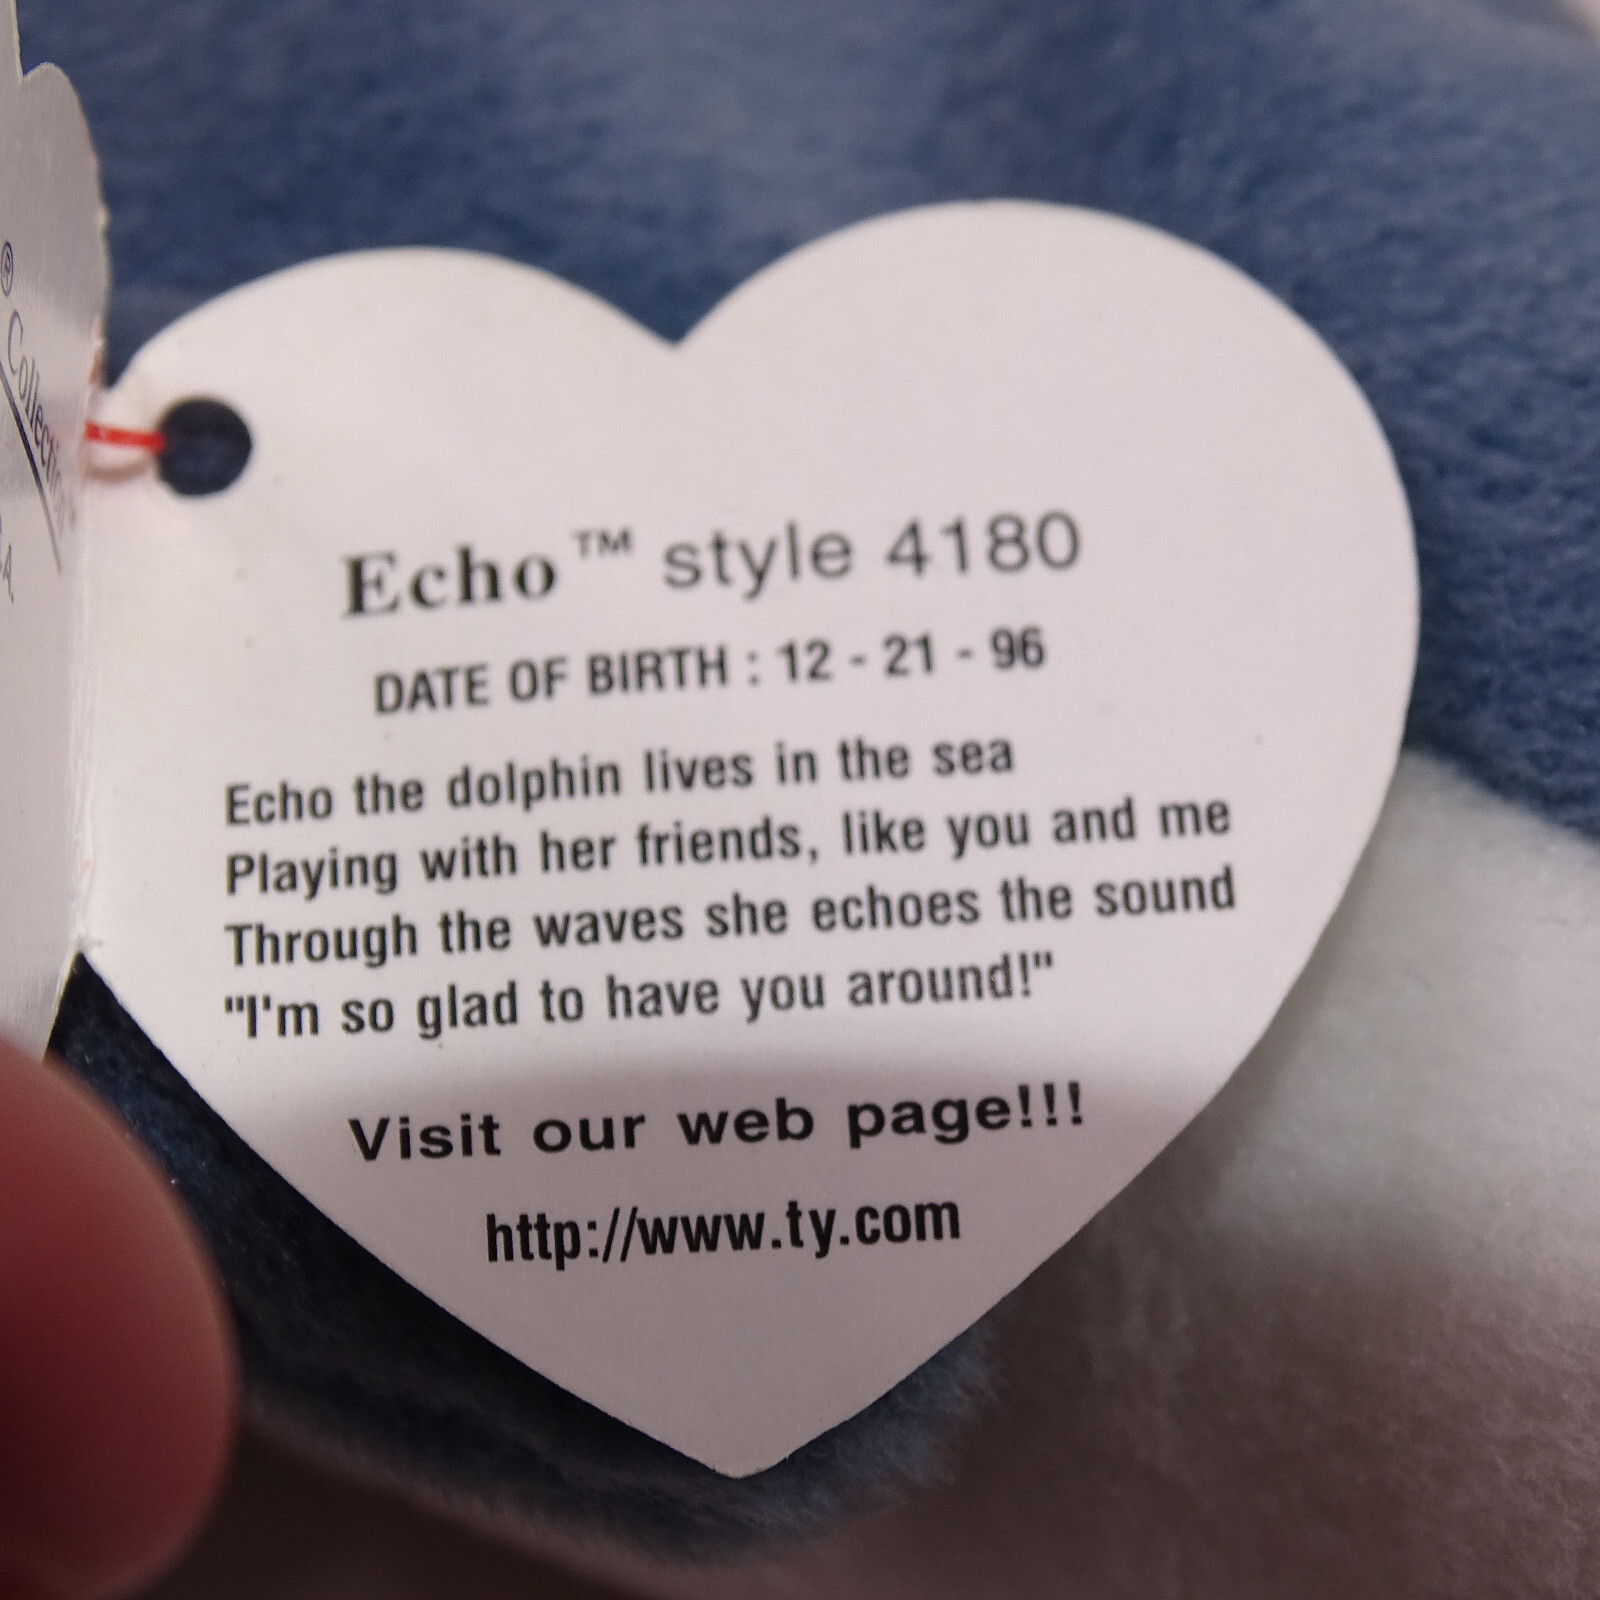 ® Collection
.A.
Echo™ style 4180
DATE OF BIRTH : 12 - 21 - 96
Echo the dolphin lives in the sea
Playing with her friends, like you and me
Through the waves she echoes the sound
"I'm so glad to have you around!"
Visit our web page!!!
http://www.ty.com